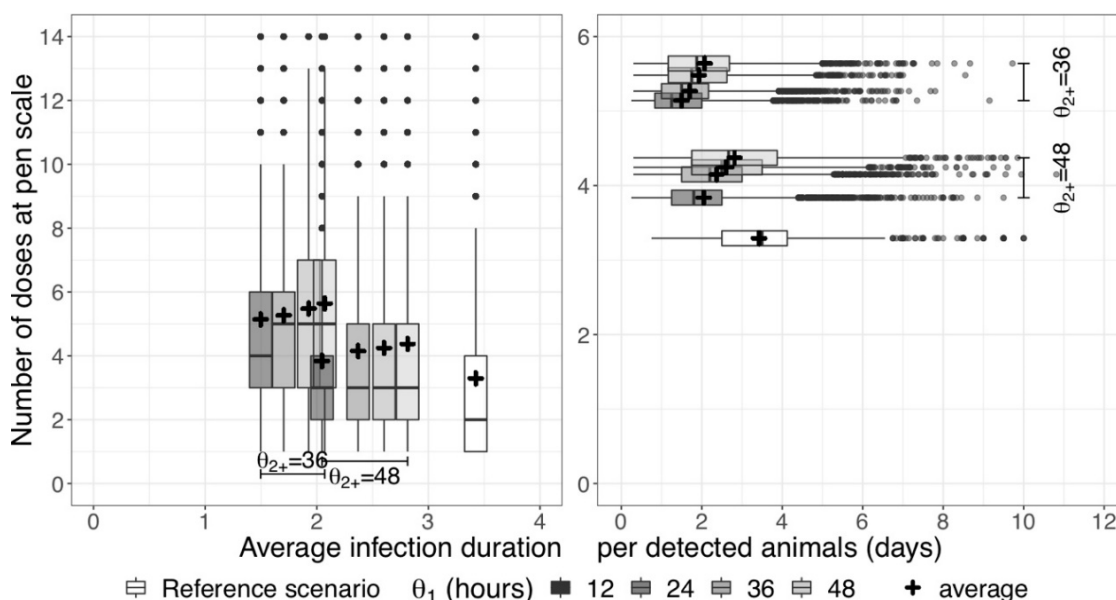 Number of doses at pen scale
14
12
10
8
6
4
2
0
θ2+=36
θ2+=48
0 1 2 3 4
6
4
2
0
θ2+=36
θ2+=48
0 2 4 6 8 10 12
Average infection duration per detected animals (days)
Reference scenario θ1 (hours) 12 24 36 48 average